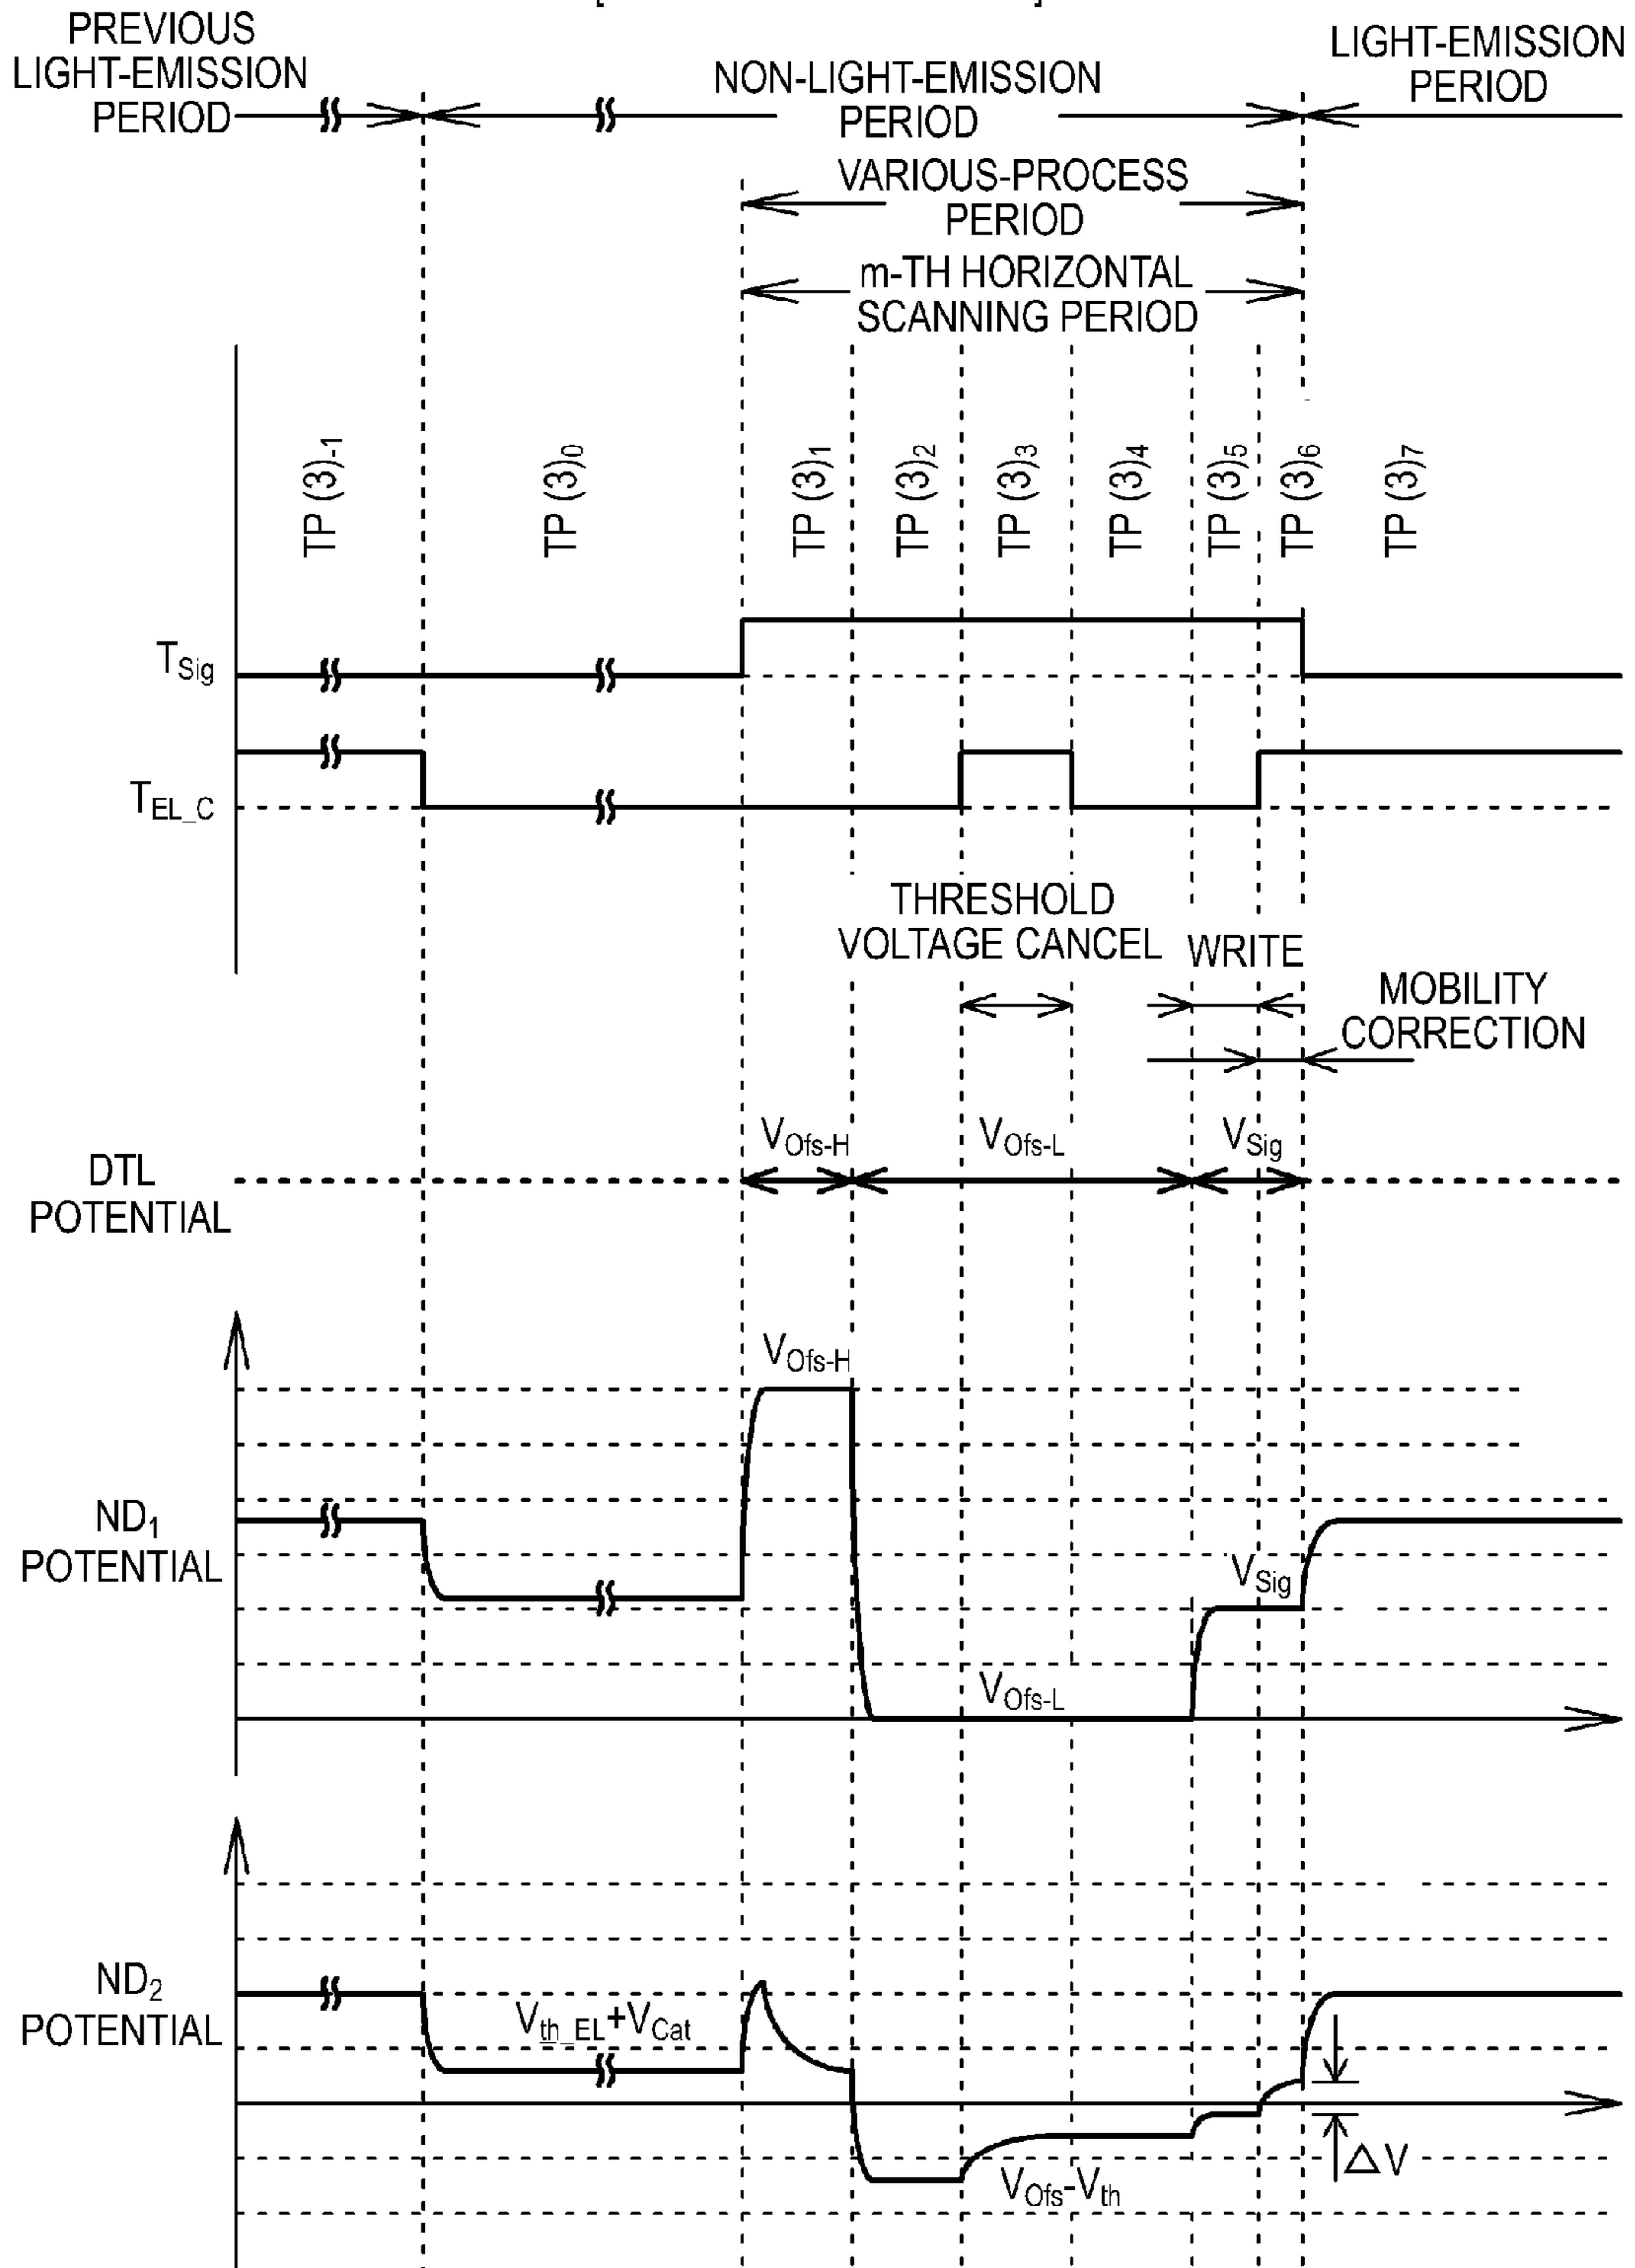 [ ]
PREVIOUS
LIGHT-EMISSION
PERIOD
NON-LIGHT-EMISSION
PERIOD
LIGHT-EMISSION
PERIOD
VARIOUS-PROCESS
PERIOD
m-TH HORIZONTAL
SCANNING PERIOD
TP (3)-1
TP (3)0
TP (3)1
TP (3)2
TP (3)3
TP (3)4
TP (3)5
TP (3)6
TP (3)7
TSig
TEL_C
THRESHOLD
VOLTAGE CANCEL
WRITE
MOBILITY
CORRECTION
DTL
POTENTIAL
VOfs-H
VOfs-L
VSig
ND1
POTENTIAL
VOfs-H
VSig
VOfs-L
ND2
POTENTIAL
Vth_EL+VCat
VOfs-Vth
ΔV